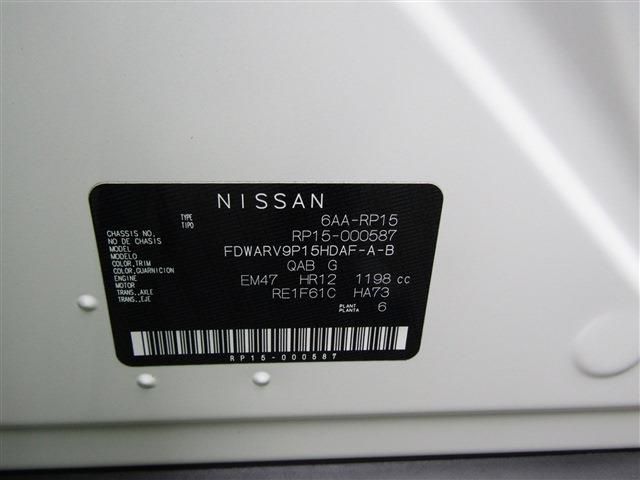 NISSAN
TYPE 6AA-RP15
TIPO
CHASSIS NO. RP15-000587
NO DE CHASIS
MODEL FDWARV9P15HDAF-A-B
MODELO
COLOR,TRIM QAB G
COLOR,GUARNICION
ENGINE EM47 HR12 1198 cc
MOTOR
TRANS.,AXLE RE1F61C HA73
TRANS.,EJE
PLANT 6
PLANTA
RP15-000587